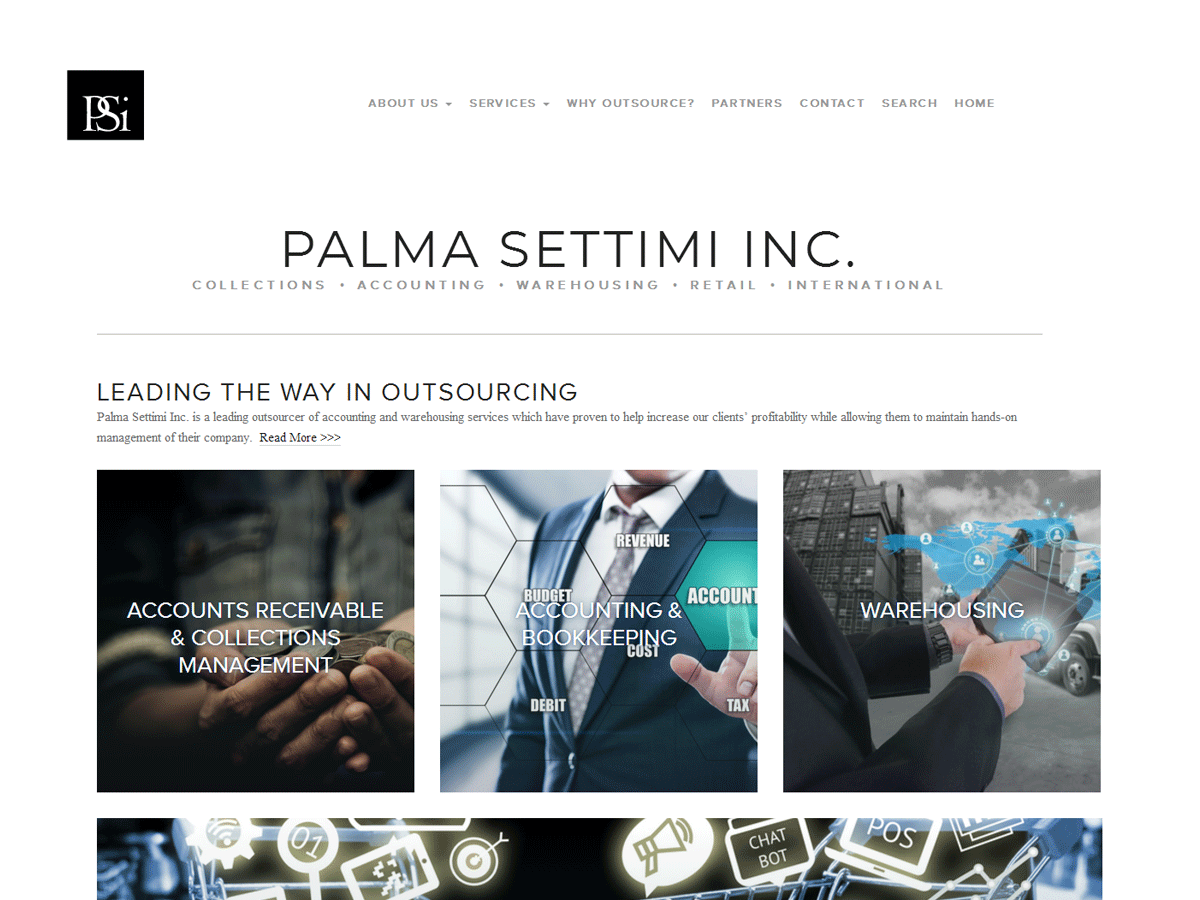 PSi
ABOUT US SERVICES WHY OUTSOURCE? PARTNERS CONTACT SEARCH HOME
PALMA SETTIMI INC.
COLLECTIONS • ACCOUNTING • WAREHOUSING • RETAIL • INTERNATIONAL
LEADING THE WAY IN OUTSOURCING
Palma Settimi Inc. is a leading outsourcer of accounting and warehousing services which have proven to help increase our clients’ profitability while allowing them to maintain hands-on
management of their company. Read More >>>
ACCOUNTS RECEIVABLE
& COLLECTIONS
MANAGEMENT
REVENUE
BUDGET
ACCOUNT
ACCOUNTING &
BOOKKEEPING
COST
DEBIT
TAX
WAREHOUSING
01
CHAT
BOT
POS